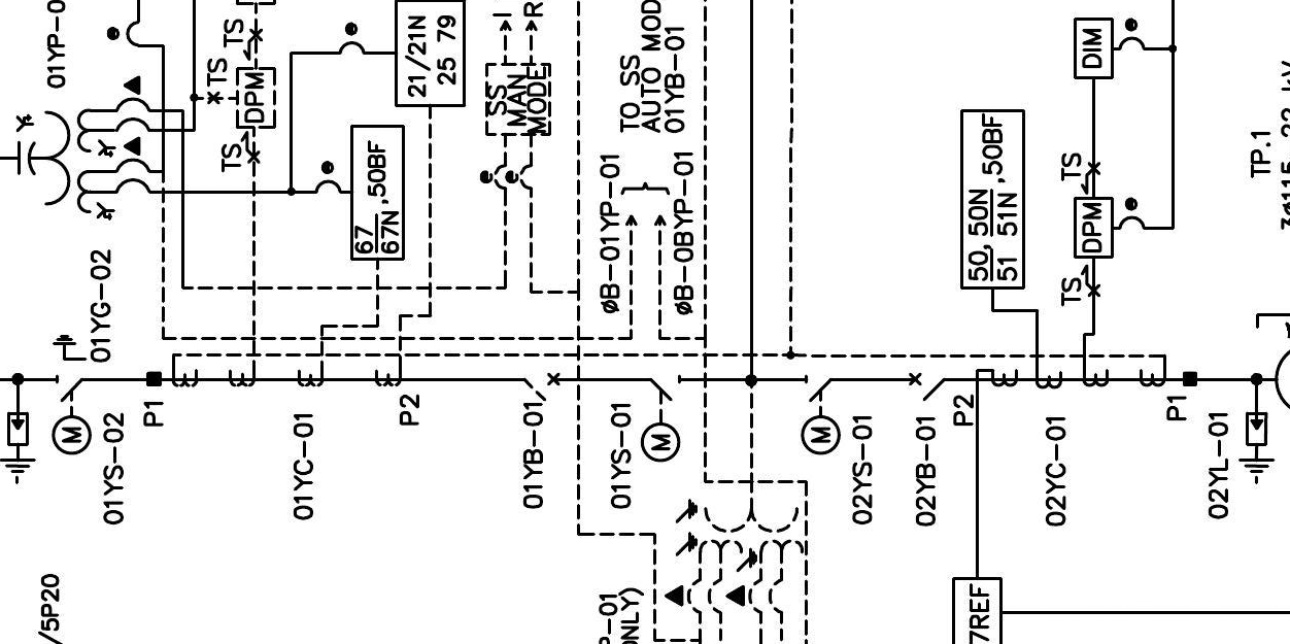 01YP-0
TS
TS
DPM
TS
21/21N
25 79
67
67N ,50BF
SS
MAN
MODE
I
R
TO SS
AUTO MOD
01YB-01
ØB-01YP-01
ØB-0BYP-01
DIM
TS
DPM
TS
50, 50N
51 51N ,50BF
TP.1
01YG-02
M
01YS-02
P1
01YC-01
P2
01YB-01
01YS-01
M
M
02YS-01
02YB-01
P2
02YC-01
P1
02YL-01
/5P20
P-01
ONLY)
7REF